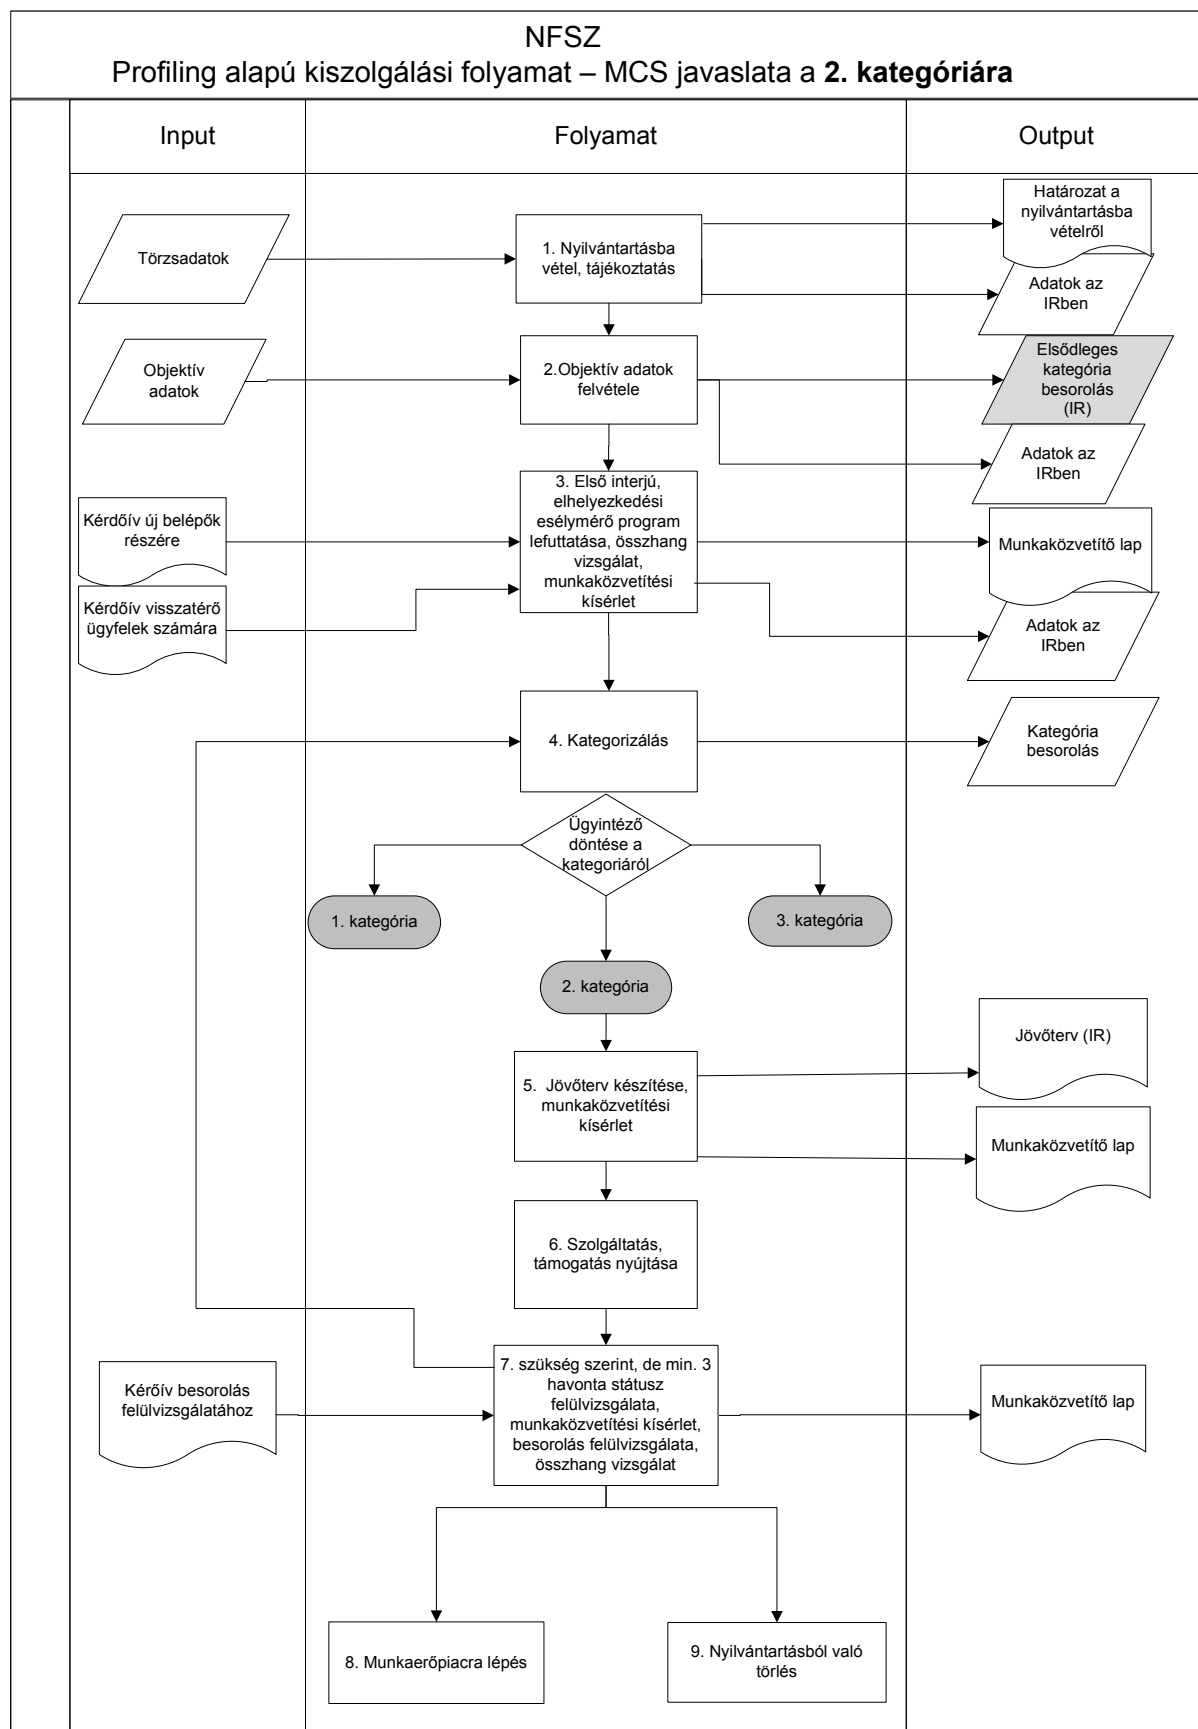 NFSZ
Profiling alapú kiszolgálási folyamat – MCS javaslata a 2. kategóriára
Input
Folyamat
Output
Törzsadatok
1. Nyilvántartásba
vétel, tájékoztatás
Határozat a
nyilvántartásba
vételről
Adatok az
IRben
Objektív
adatok
2.Objektív adatok
felvétele
Elsődleges
kategória
besorolás
(IR)
Adatok az
IRben
Kérdőív új belépők
részére
Kérdőív visszatérő
ügyfelek számára
3. Első interjú,
elhelyezkedési
esélymérő program
lefuttatása, összhang
vizsgálat,
munkaközvetítési
kísérlet
Munkaközvetítő lap
Adatok az
IRben
4. Kategorizálás
Kategória
besorolás
Ügyintéző
döntése a
kategoriáról
1. kategória
3. kategória
2. kategória
5. Jövőterv készítése,
munkaközvetítési
kísérlet
Jövőterv (IR)
Munkaközvetítő lap
6. Szolgáltatás,
támogatás nyújtása
Kérőív besorolás
felülvizsgálatához
7. szükség szerint, de min. 3
havonta státusz
felülvizsgálata,
munkaközvetítési kísérlet,
besorolás felülvizsgálata,
összhang vizsgálat
Munkaközvetítő lap
8. Munkaerőpiacra lépés
9. Nyilvántartásból való
törlés